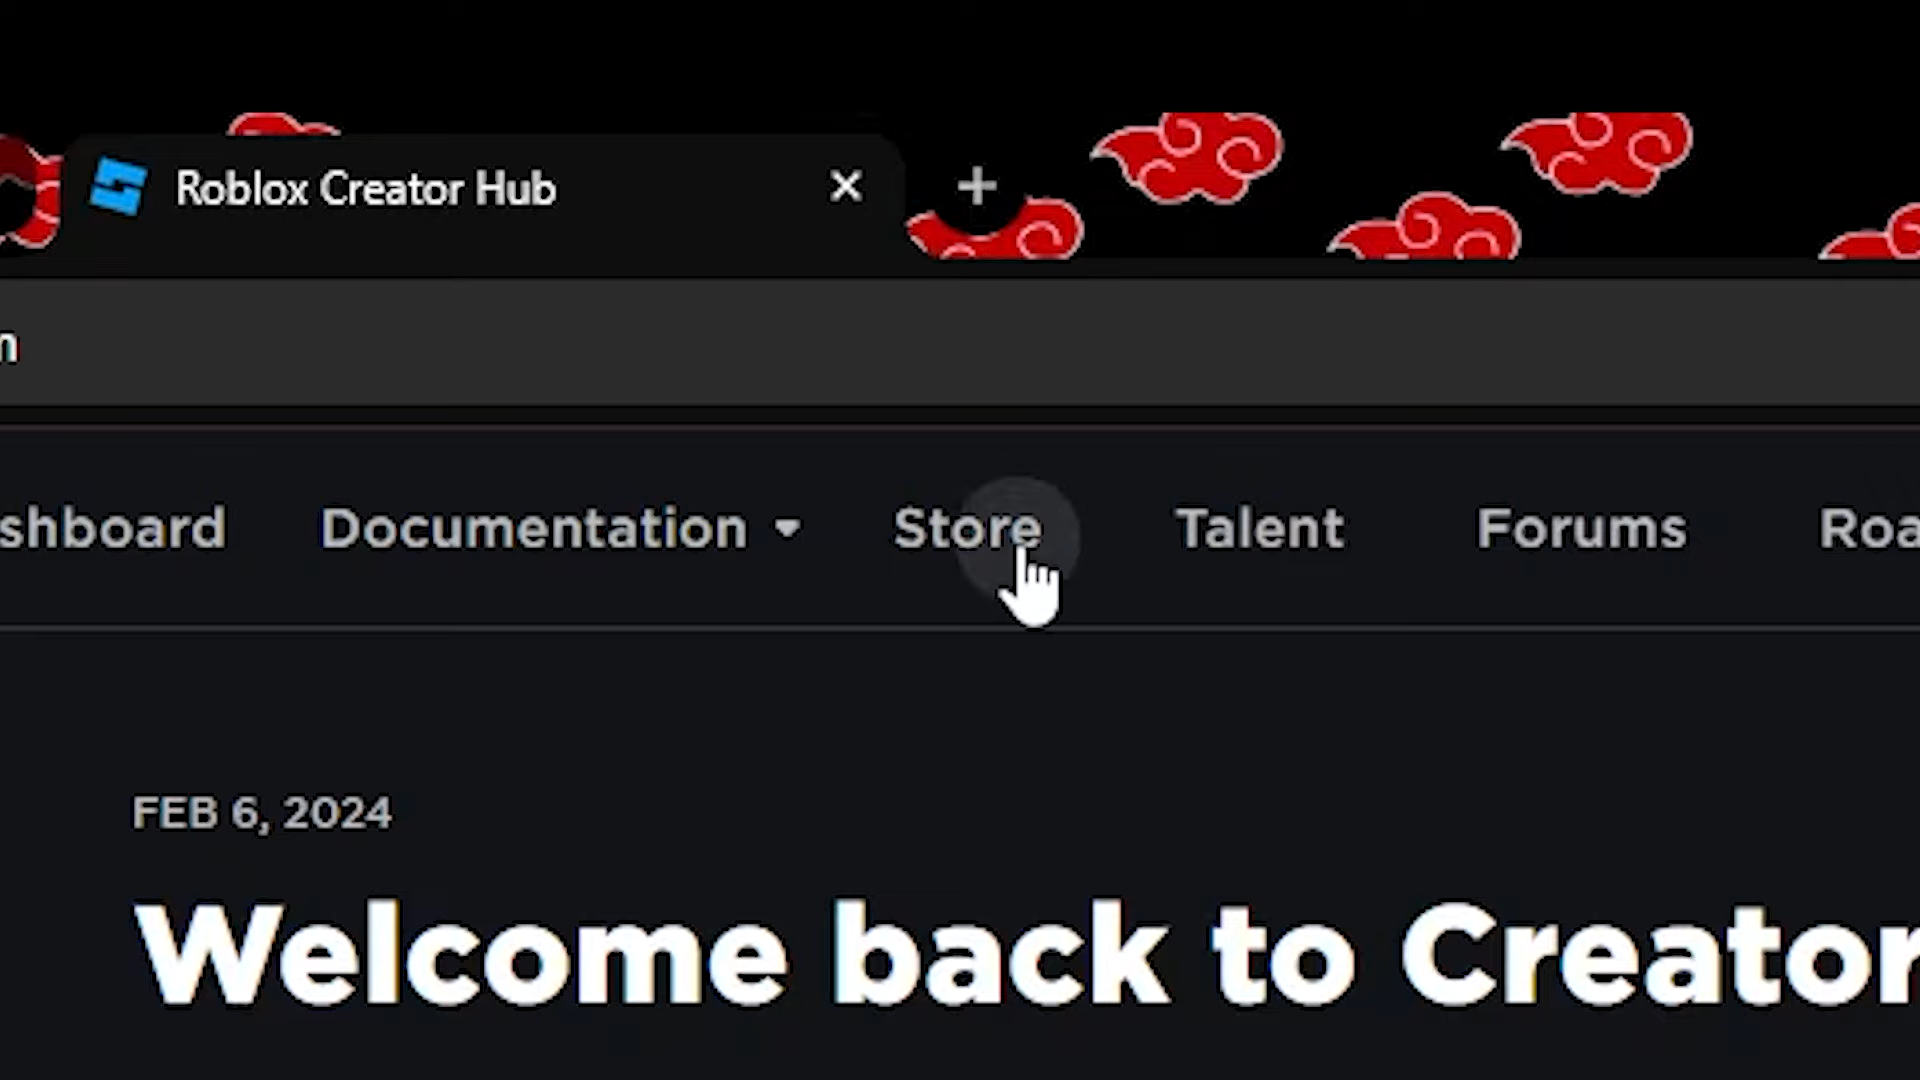 Roblox Creator Hub
m
shboard Documentation Store Talent Forums Roa
FEB 6, 2024
Welcome back to Creator